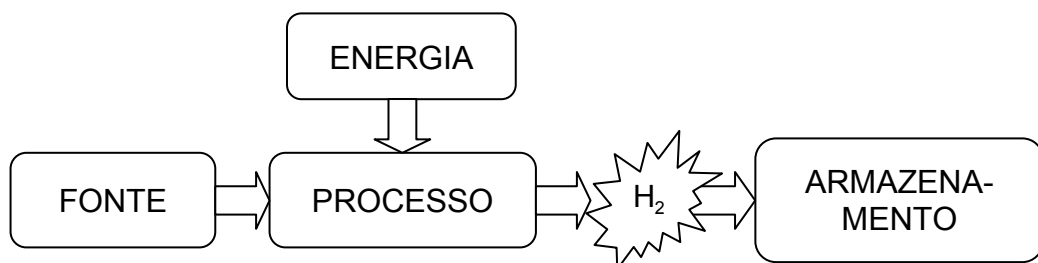 ENERGIA
FONTE
PROCESSO
H₂
ARMAZENA-
MENTO